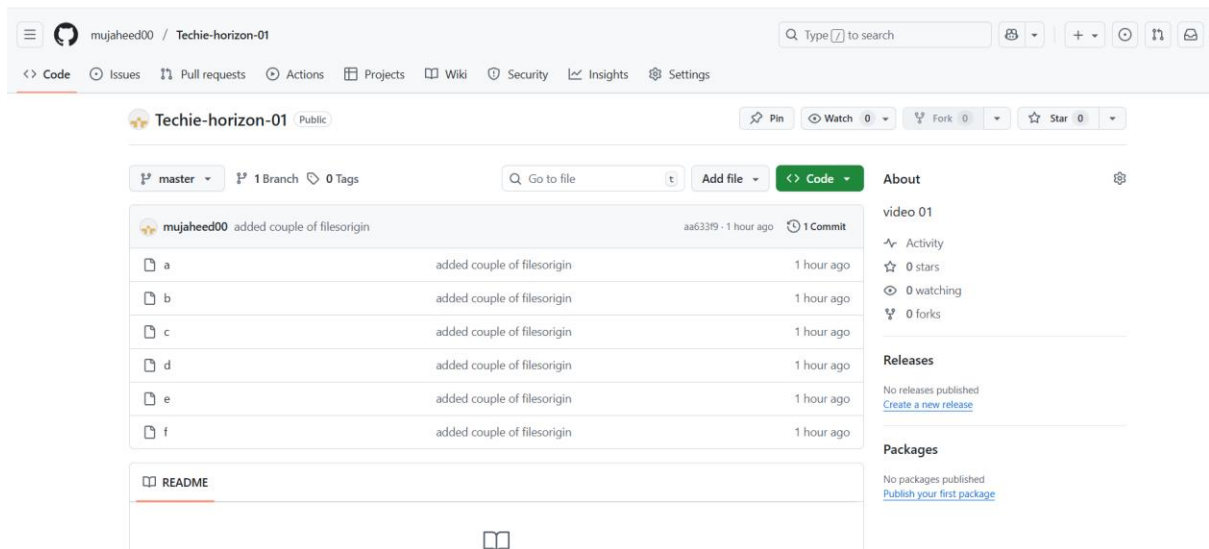 mujaheed00 / Techie-horizon-01 Type / to search
Code Issues Pull requests Actions Projects Wiki Security Insights Settings
Techie-horizon-01 Public Pin Watch 0 Fork 0 Star 0
master 1 Branch 0 Tags Go to file t Add file Code
mujaheed00 added couple of filesorigin aa633f9 · 1 hour ago 1 Commit
a added couple of filesorigin 1 hour ago
b added couple of filesorigin 1 hour ago
c added couple of filesorigin 1 hour ago
d added couple of filesorigin 1 hour ago
e added couple of filesorigin 1 hour ago
f added couple of filesorigin 1 hour ago
README
About
video 01
Activity
0 stars
0 watching
0 forks
Releases
No releases published
Create a new release
Packages
No packages published
Publish your first package